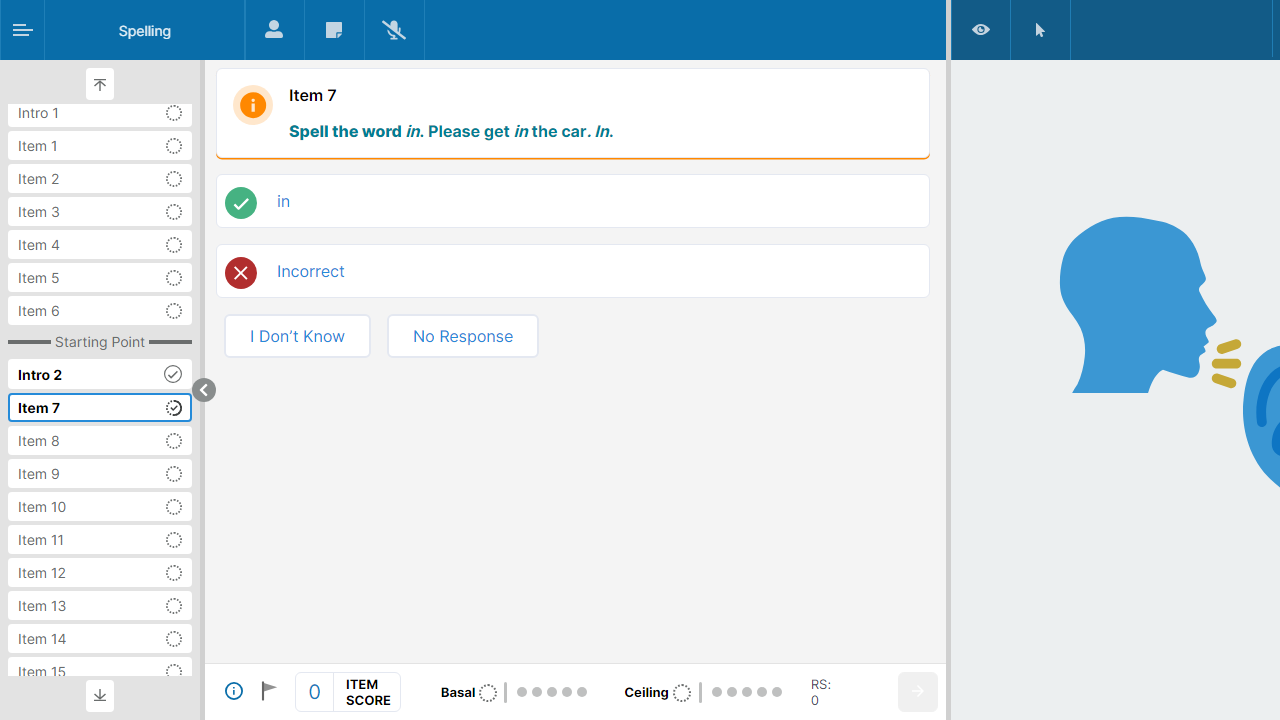 Spelling
Intro 1
Item 1
Item 2
Item 3
Item 4
Item 5
Item 6
Starting Point
Intro 2
Item 7
Item 8
Item 9
Item 10
Item 11
Item 12
Item 13
Item 14
Item 15
Item 7
Spell the word in. Please get in the car. In.
in
Incorrect
I Don’t Know
No Response
0
ITEM
SCORE
Basal
Ceiling
RS:
0